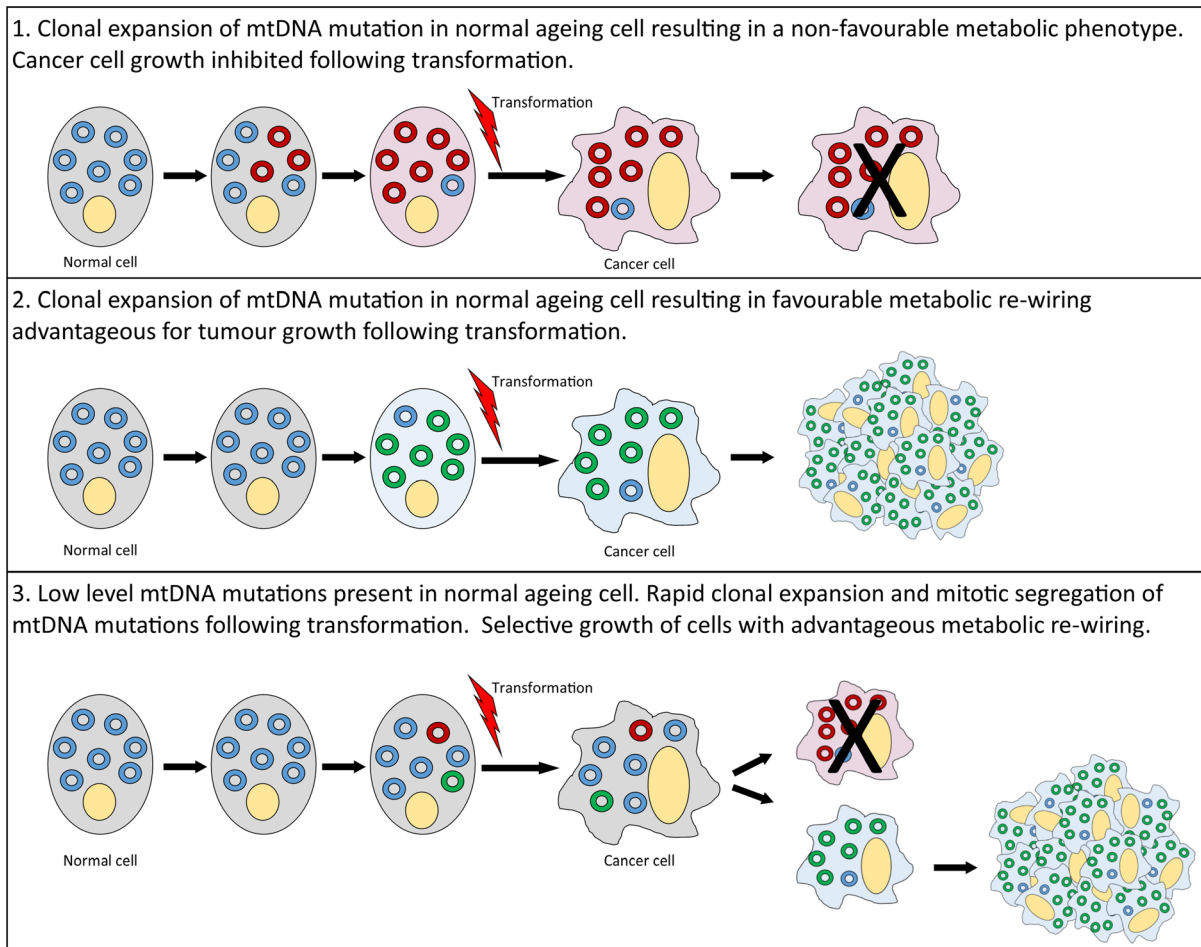 1. Clonal expansion of mtDNA mutation in normal ageing cell resulting in a non-favourable metabolic phenotype.
Cancer cell growth inhibited following transformation.
Transformation
Normal cell
Cancer cell
2. Clonal expansion of mtDNA mutation in normal ageing cell resulting in favourable metabolic re-wiring
advantageous for tumour growth following transformation.
Transformation
Normal cell
Cancer cell
3. Low level mtDNA mutations present in normal ageing cell. Rapid clonal expansion and mitotic segregation of
mtDNA mutations following transformation.  Selective growth of cells with advantageous metabolic re-wiring.
Transformation
Normal cell
Cancer cell